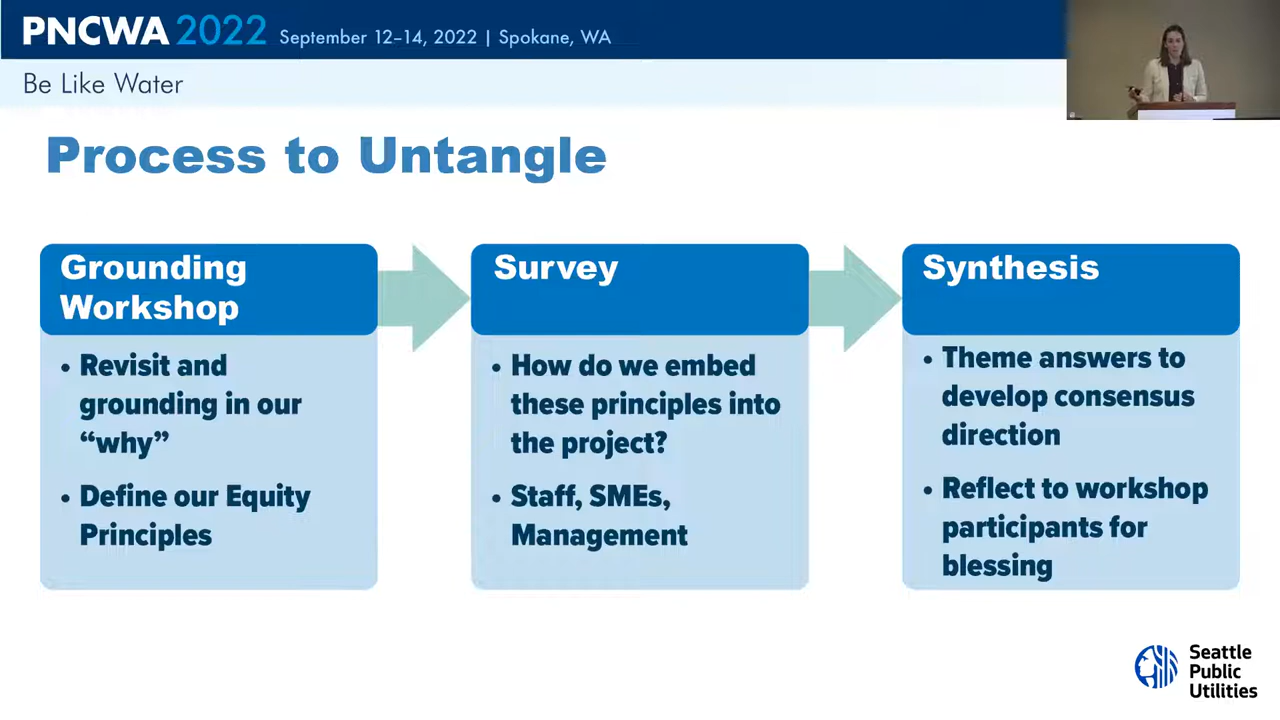 PNCWA 2022 September 12–14, 2022 | Spokane, WA
Be Like Water
Process to Untangle
Grounding
Workshop
• Revisit and
grounding in our
“why”
• Define our Equity
Principles
Survey
• How do we embed
these principles into
the project?
• Staff, SMEs,
Management
Synthesis
• Theme answers to
develop consensus
direction
• Reflect to workshop
participants for
blessing
Seattle
Public
Utilities